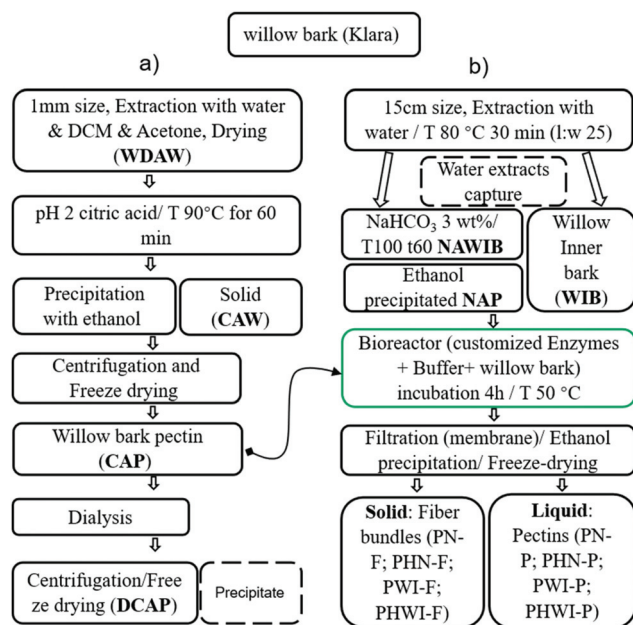 willow bark (Klara)
a)
1mm size, Extraction with water
& DCM & Acetone, Drying
(WDAW)
pH 2 citric acid/ T 90°C for 60
min
Precipitation
with ethanol
Solid
(CAW)
Centrifugation and
Freeze drying
Willow bark pectin
(CAP)
Dialysis
Centrifugation/Free
ze drying (DCAP)
Precipitate
b)
15cm size, Extraction with
water / T 80 °C 30 min (l:w 25)
Water extracts
capture
NaHCO₃ 3 wt%/
T100 t60 NAWIB
Ethanol
precipitated NAP
Willow
Inner
bark
(WIB)
Bioreactor (customized Enzymes
+ Buffer+ willow bark)
incubation 4h / T 50 °C
Filtration (membrane)/ Ethanol
precipitation/ Freeze-drying
Solid: Fiber
bundles (PN-
F; PHN-F;
PWI-F;
PHWI-F)
Liquid:
Pectins (PN-
P; PHN-P;
PWI-P;
PHWI-P)